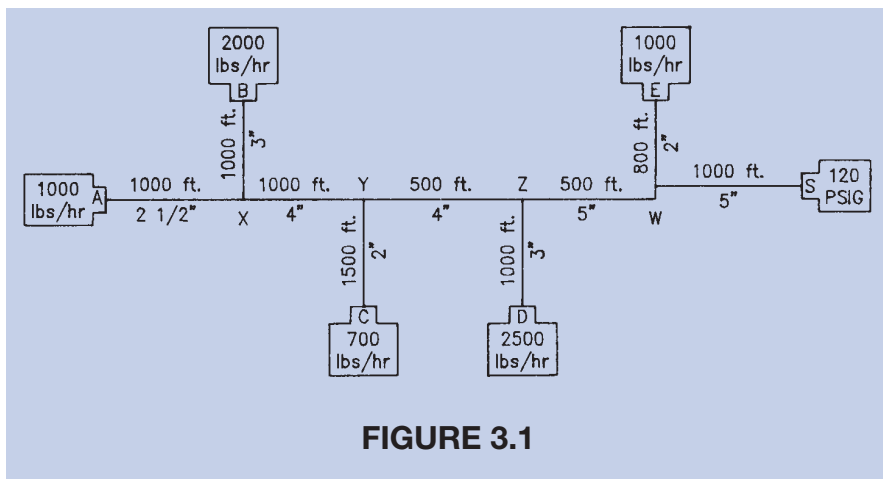 2000
lbs/hr
B
1000
lbs/hr
E
1000 ft.
3"
800 ft.
2"
1000
lbs/hr
A
1000 ft.
2 1/2"
X
1000 ft.
4"
Y
500 ft.
4"
Z
500 ft.
5"
W
1000 ft.
5"
S
120
PSIG
1500 ft.
2"
1000 ft.
3"
C
700
lbs/hr
D
2500
lbs/hr
FIGURE 3.1